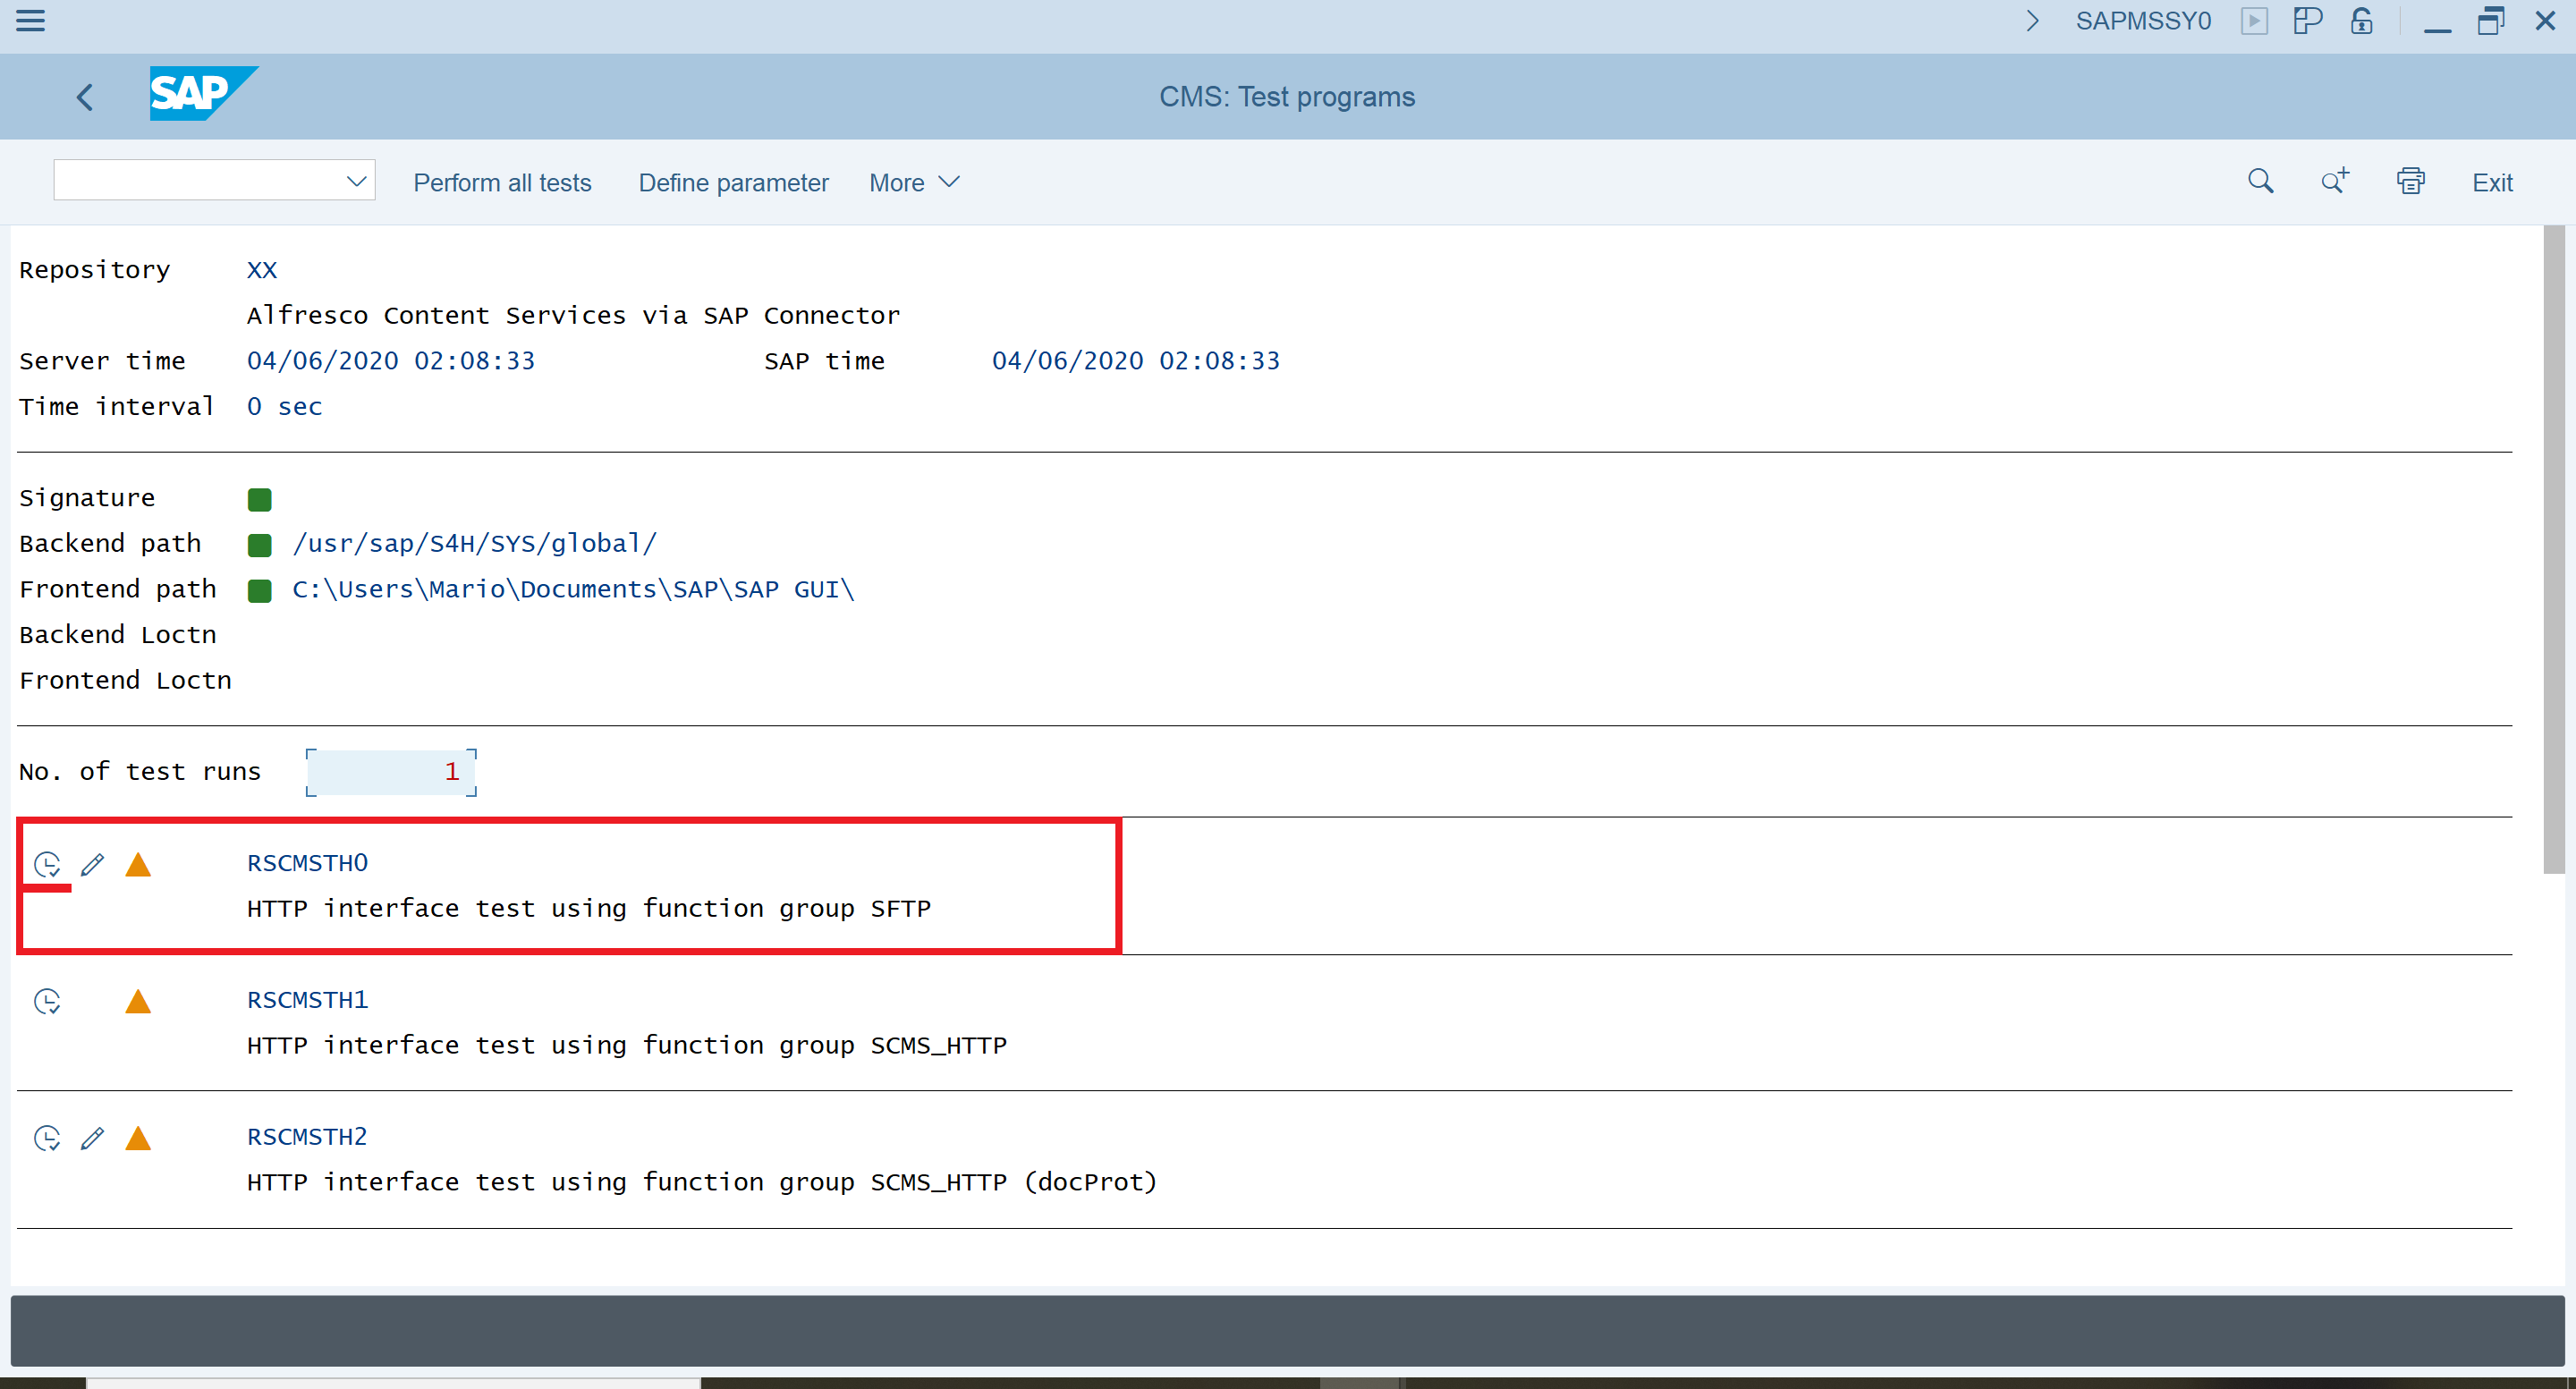 SAPMSSY0
SAP
CMS: Test programs
Perform all tests Define parameter More Exit
Repository XX
Alfresco Content Services via SAP Connector
Server time 04/06/2020 02:08:33 SAP time 04/06/2020 02:08:33
Time interval 0 sec
Signature
Backend path /usr/sap/S4H/SYS/global/
Frontend path C:\Users\Mario\Documents\SAP\SAP GUI\
Backend Loctn
Frontend Loctn
No. of test runs 1
RSCMSTH0
HTTP interface test using function group SFTP
RSCMSTH1
HTTP interface test using function group SCMS_HTTP
RSCMSTH2
HTTP interface test using function group SCMS_HTTP (docProt)